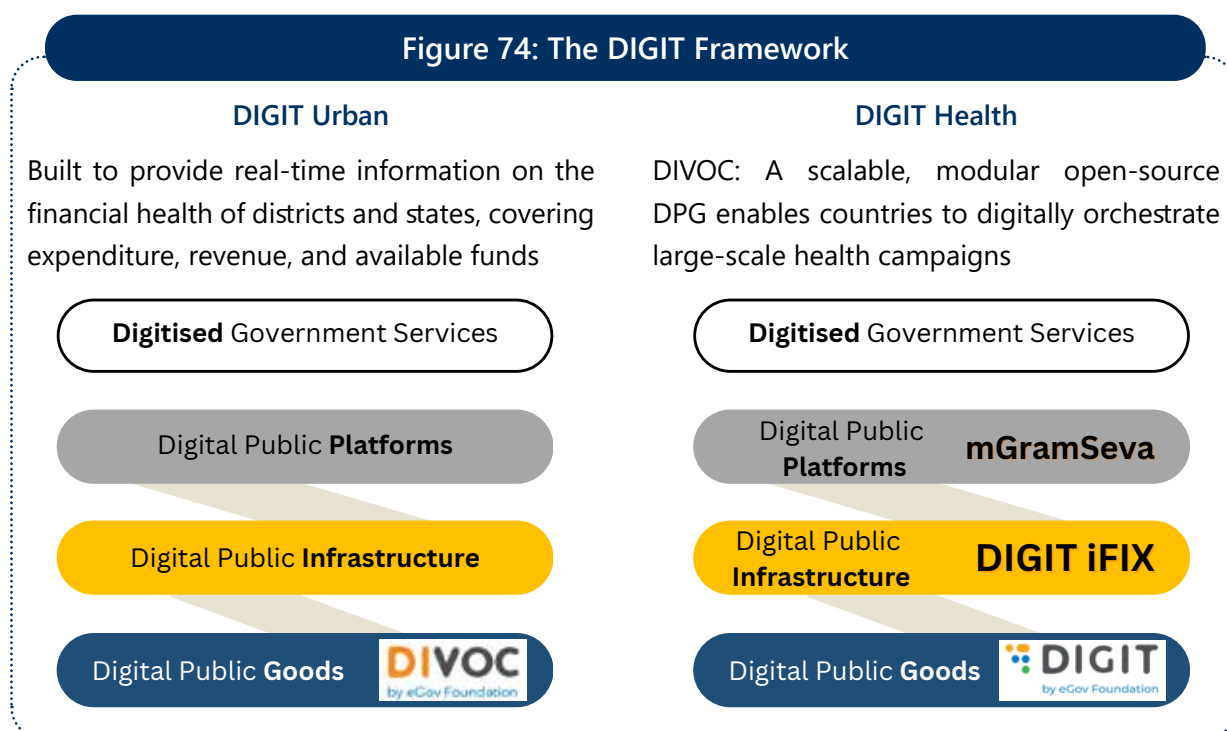 Figure 74: The DIGIT Framework
DIGIT Urban
Built to provide real-time information on the
financial health of districts and states, covering
expenditure, revenue, and available funds
Digitised Government Services
Digital Public Platforms
Digital Public Infrastructure
Digital Public Goods
DIVOC
by eGov Foundation
DIGIT Health
DIVOC: A scalable, modular open-source
DPG enables countries to digitally orchestrate
large-scale health campaigns
Digitised Government Services
Digital Public
Platforms
mGramSeva
Digital Public
Infrastructure
DIGIT iFIX
Digital Public Goods
DIGIT
by eGov Foundation